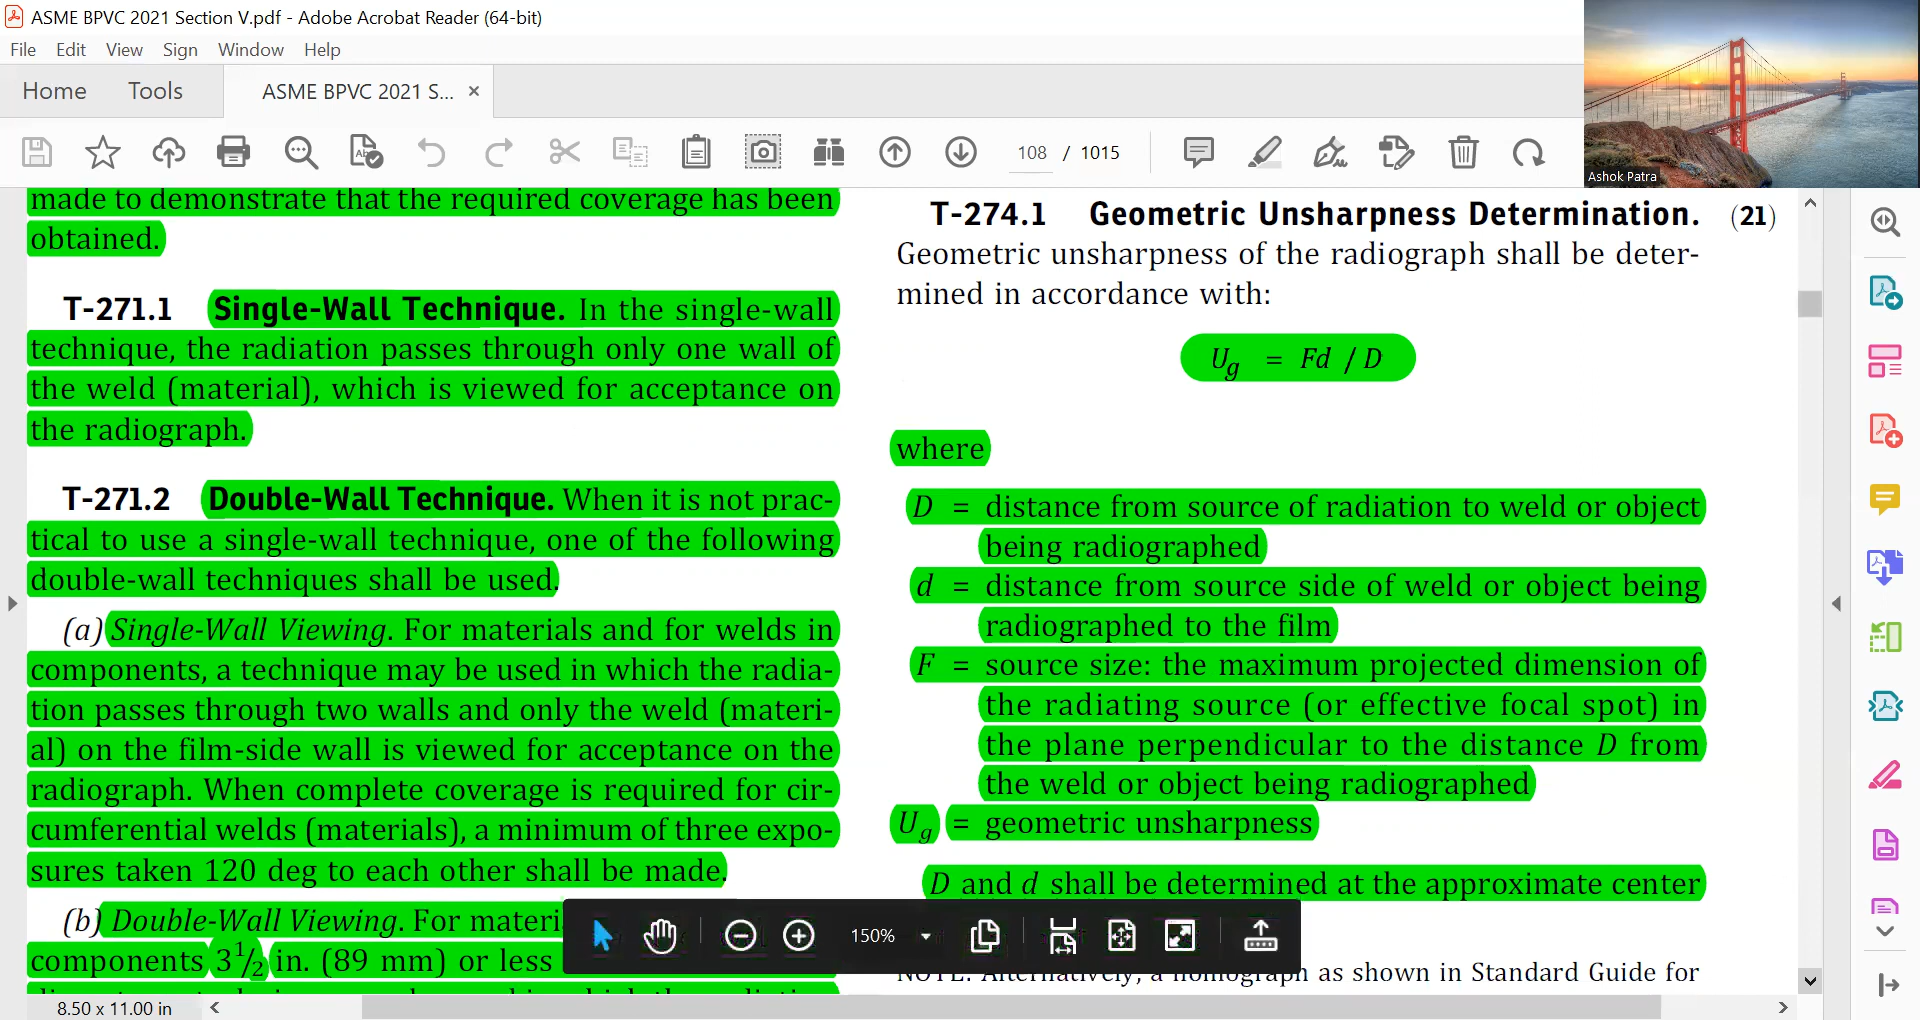 ASME BPVC 2021 Section V.pdf - Adobe Acrobat Reader (64-bit)
File Edit View Sign Window Help
Home Tools ASME BPVC 2021 S... ×
108 / 1015
Ashok Patra
made to demonstrate that the required coverage has been
obtained.
T-271.1 Single-Wall Technique. In the single-wall
technique, the radiation passes through only one wall of
the weld (material), which is viewed for acceptance on
the radiograph.
T-271.2 Double-Wall Technique. When it is not prac-
tical to use a single-wall technique, one of the following
double-wall techniques shall be used.
(a) Single-Wall Viewing. For materials and for welds in
components, a technique may be used in which the radia-
tion passes through two walls and only the weld (materi-
al) on the film-side wall is viewed for acceptance on the
radiograph. When complete coverage is required for cir-
cumferential welds (materials), a minimum of three expo-
sures taken 120 deg to each other shall be made.
(b) Double-Wall Viewing. For materi
components 3 1/2 in. (89 mm) or less
T-274.1 Geometric Unsharpness Determination. (21)
Geometric unsharpness of the radiograph shall be deter-
mined in accordance with:
Ug = Fd / D
where
D = distance from source of radiation to weld or object
being radiographed
d = distance from source side of weld or object being
radiographed to the film
F = source size: the maximum projected dimension of
the radiating source (or effective focal spot) in
the plane perpendicular to the distance D from
the weld or object being radiographed
Ug = geometric unsharpness
D and d shall be determined at the approximate center
NOTE: Alternatively, a nomograph as shown in Standard Guide for
150%
8.50 x 11.00 in